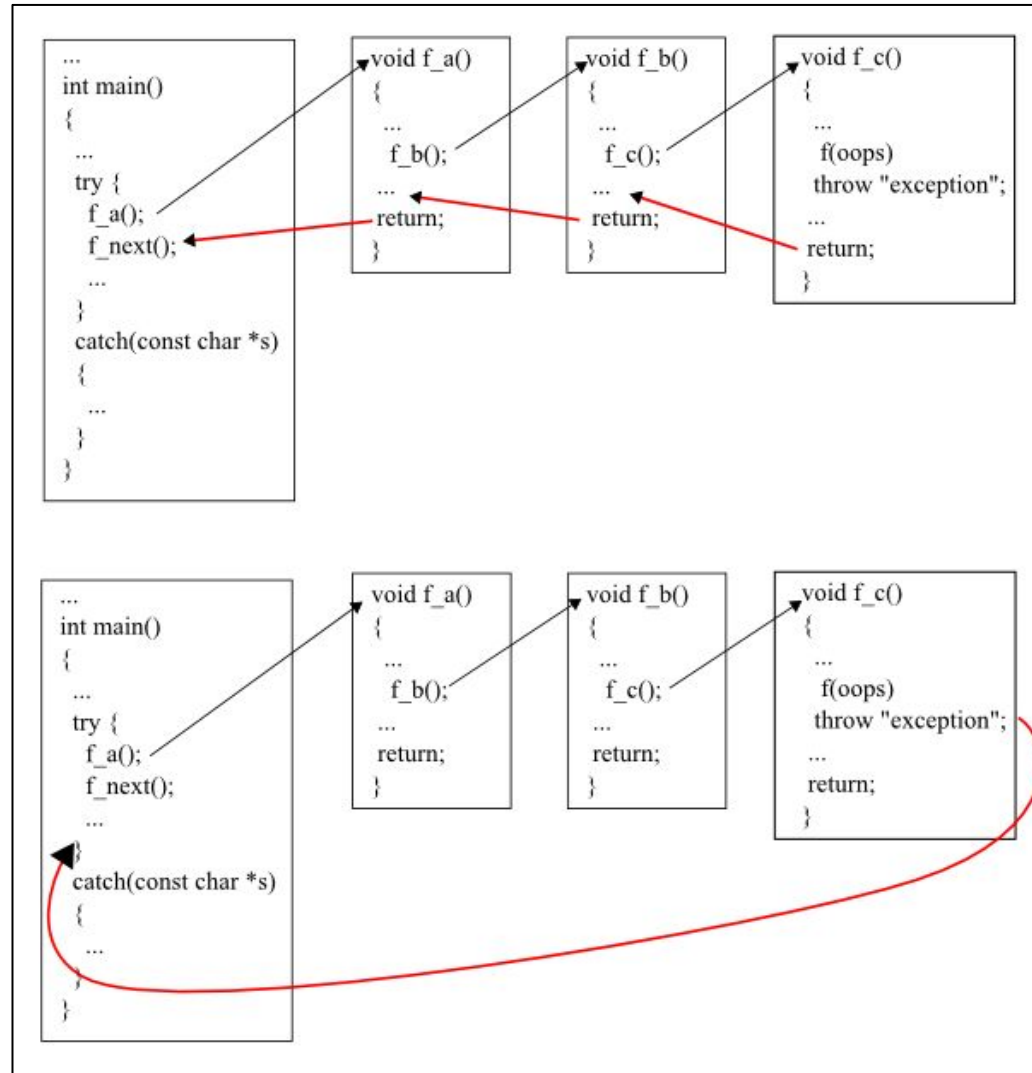 ...
int main()
{
...
try {
f_a();
f_next();
...
}
catch(const char *s)
{
...
}
}
void f_a()
{
...
f_b();
...
return;
}
void f_b()
{
...
f_c();
...
return;
}
void f_c()
{
...
f(oops)
throw "exception";
...
return;
}
...
int main()
{
...
try {
f_a();
f_next();
...
}
catch(const char *s)
{
...
}
}
void f_a()
{
...
f_b();
...
return;
}
void f_b()
{
...
f_c();
...
return;
}
void f_c()
{
...
f(oops)
throw "exception";
...
return;
}